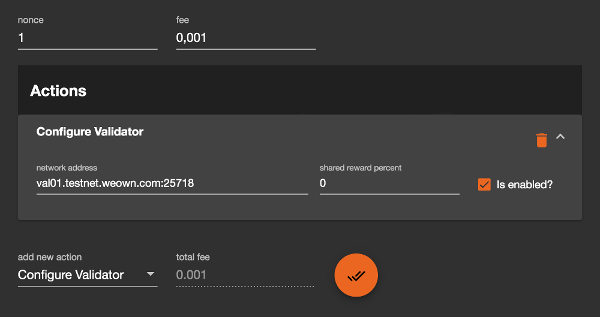 nonce fee
1 0,001
Actions
Configure Validator
network address shared reward percent
val01.testnet.weown.com:25718 0 Is enabled?
add new action total fee
Configure Validator 0.001